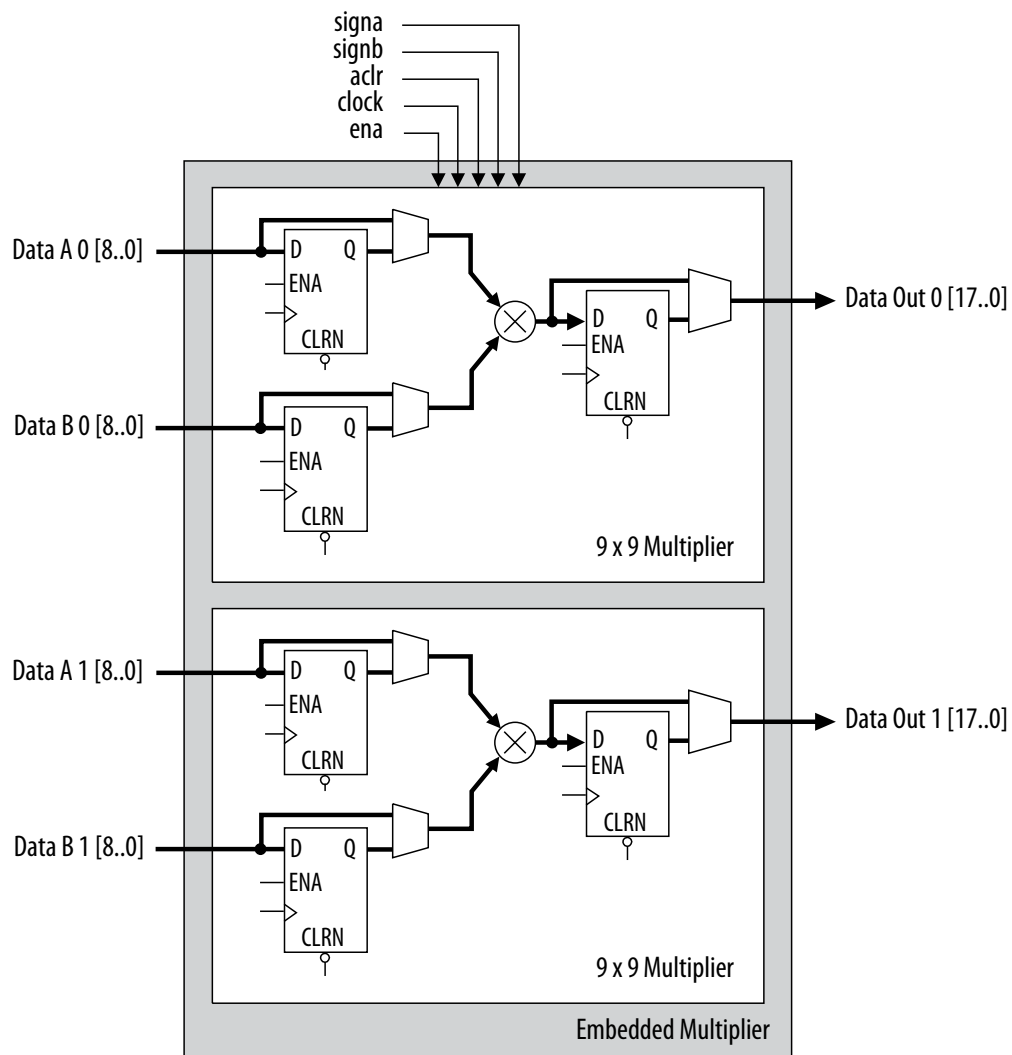 signa
signb
aclr
clock
ena
Data A 0 [8..0]
D Q
ENA
CLRN
Data B 0 [8..0]
D Q
ENA
CLRN
D Q
ENA
CLRN
Data Out 0 [17..0]
9 x 9 Multiplier
Data A 1 [8..0]
D Q
ENA
CLRN
Data B 1 [8..0]
D Q
ENA
CLRN
D Q
ENA
CLRN
Data Out 1 [17..0]
9 x 9 Multiplier
Embedded Multiplier